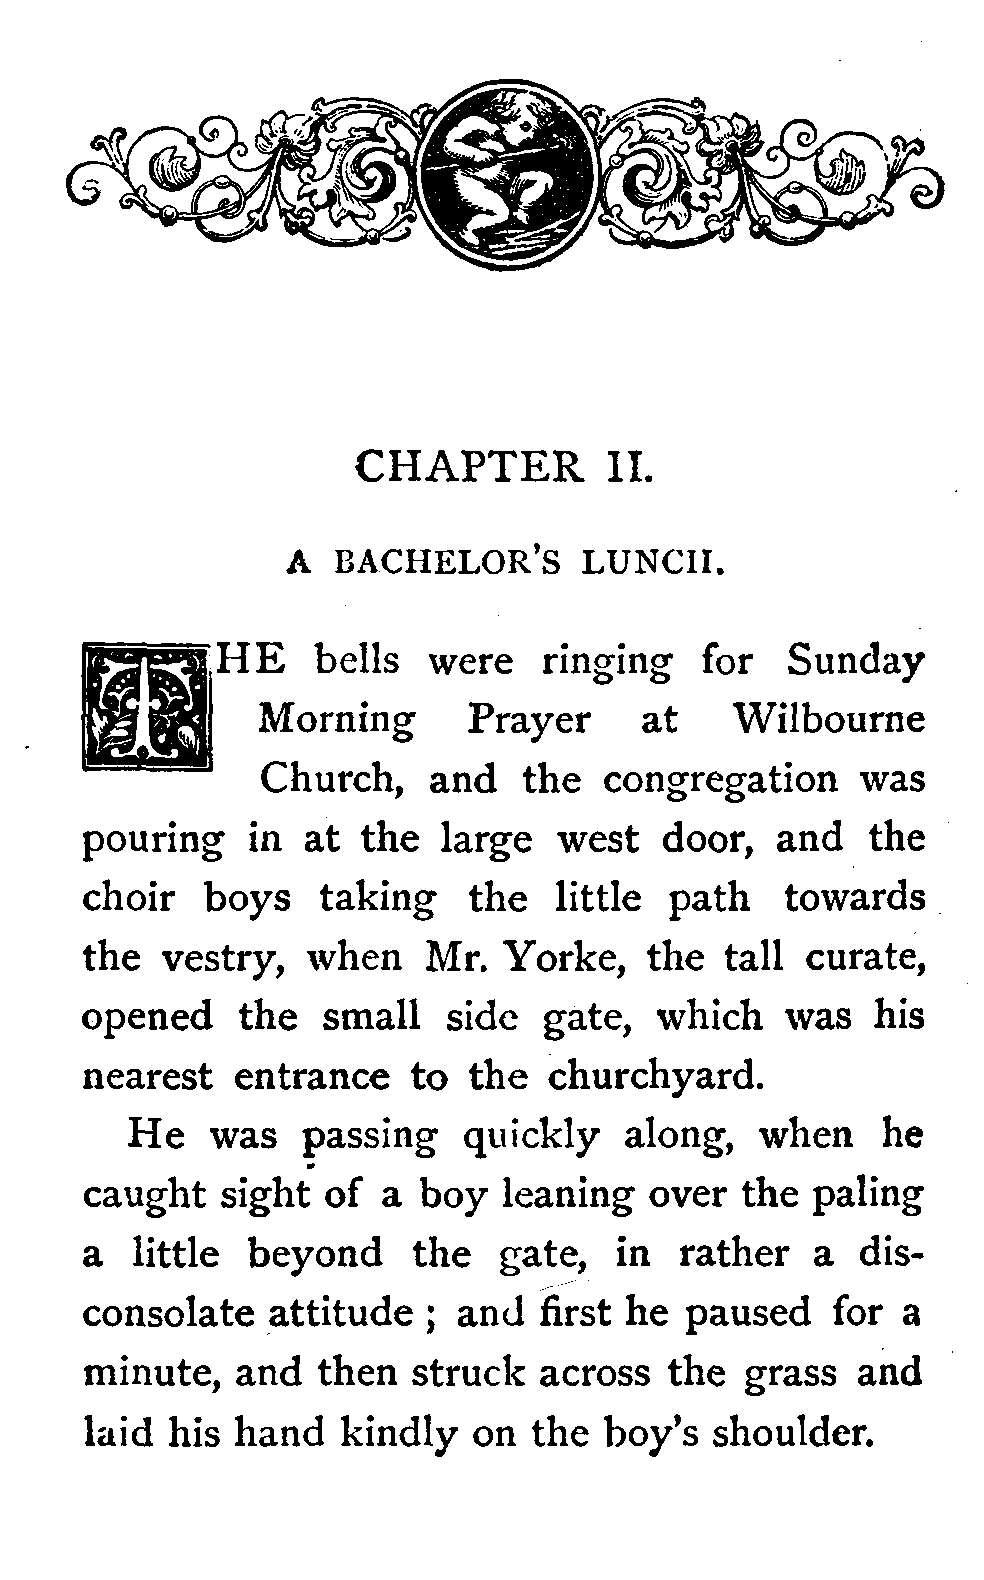 CHAPTER II.
A BACHELOR'S LUNCH.
THE bells were ringing for Sunday
Morning Prayer at Wilbourne
Church, and the congregation was
pouring in at the large west door, and the
choir boys taking the little path towards
the vestry, when Mr. Yorke, the tall curate,
opened the small side gate, which was his
nearest entrance to the churchyard.
He was passing quickly along, when he
caught sight of a boy leaning over the paling
a little beyond the gate, in rather a dis-
consolate attitude ; and first he paused for a
minute, and then struck across the grass and
laid his hand kindly on the boy's shoulder.